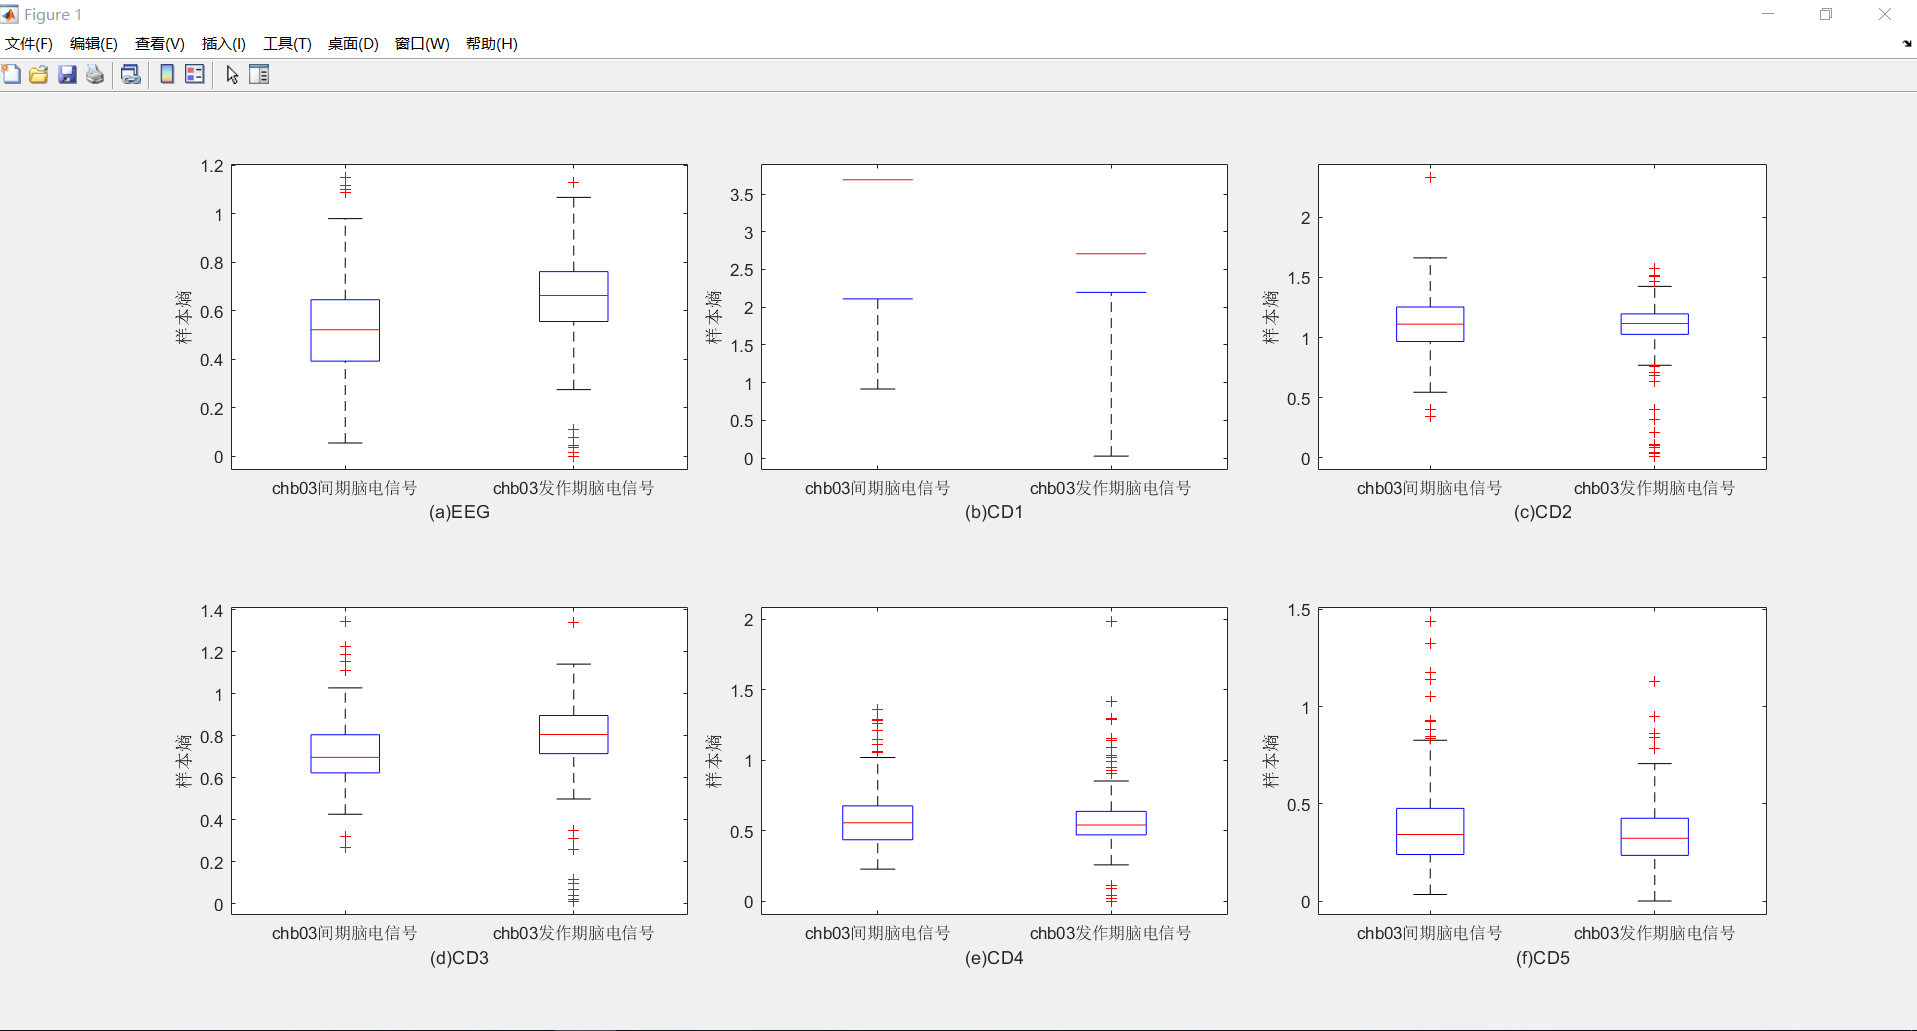 Figure 1
文件(F) 编辑(E) 查看(V) 插入(I) 工具(T) 桌面(D) 窗口(W) 帮助(H)
样本熵
1.2
1
0.8
0.6
0.4
0.2
0
chb03间期脑电信号 chb03发作期脑电信号
(a)EEG
样本熵
3.5
3
2.5
2
1.5
1
0.5
0
chb03间期脑电信号 chb03发作期脑电信号
(b)CD1
样本熵
2
1.5
1
0.5
0
chb03间期脑电信号 chb03发作期脑电信号
(c)CD2
样本熵
1.4
1.2
1
0.8
0.6
0.4
0.2
0
chb03间期脑电信号 chb03发作期脑电信号
(d)CD3
样本熵
2
1.5
1
0.5
0
chb03间期脑电信号 chb03发作期脑电信号
(e)CD4
样本熵
1.5
1
0.5
0
chb03间期脑电信号 chb03发作期脑电信号
(f)CD5